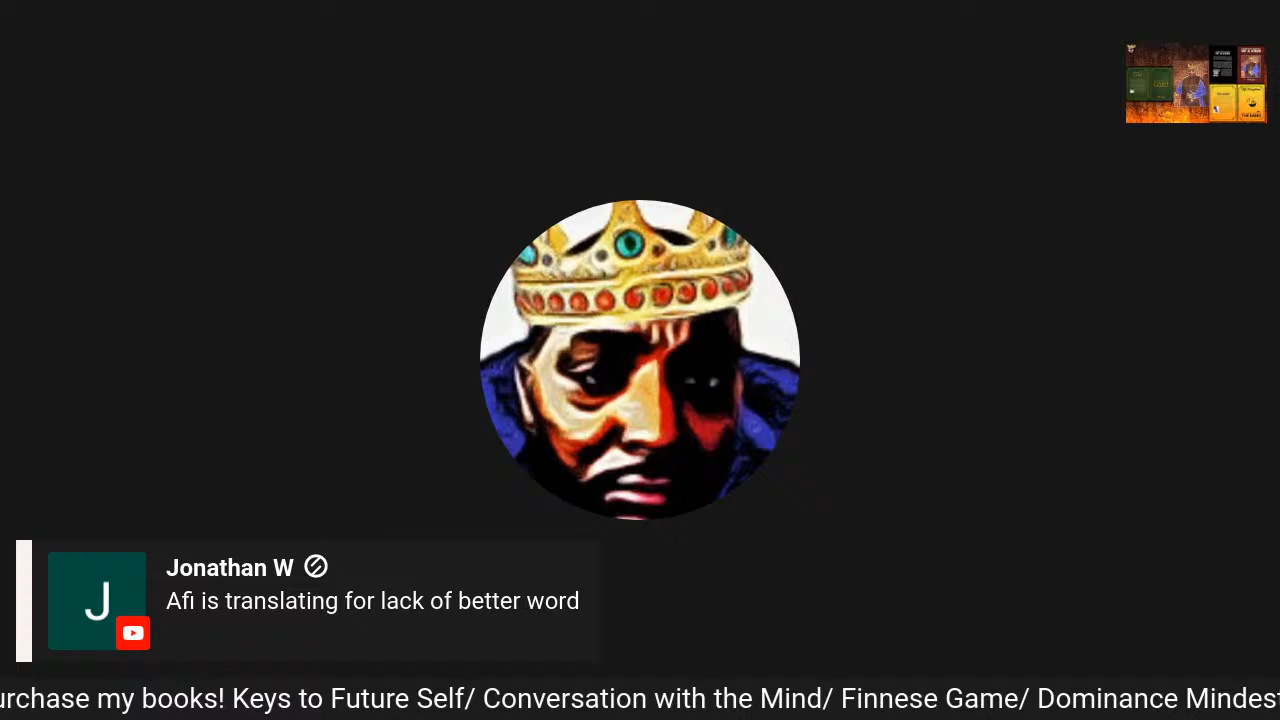 J
Jonathan W
Afi is translating for lack of better word
urchase my books! Keys to Future Self/ Conversation with the Mind/ Finnese Game/ Dominance Mindes